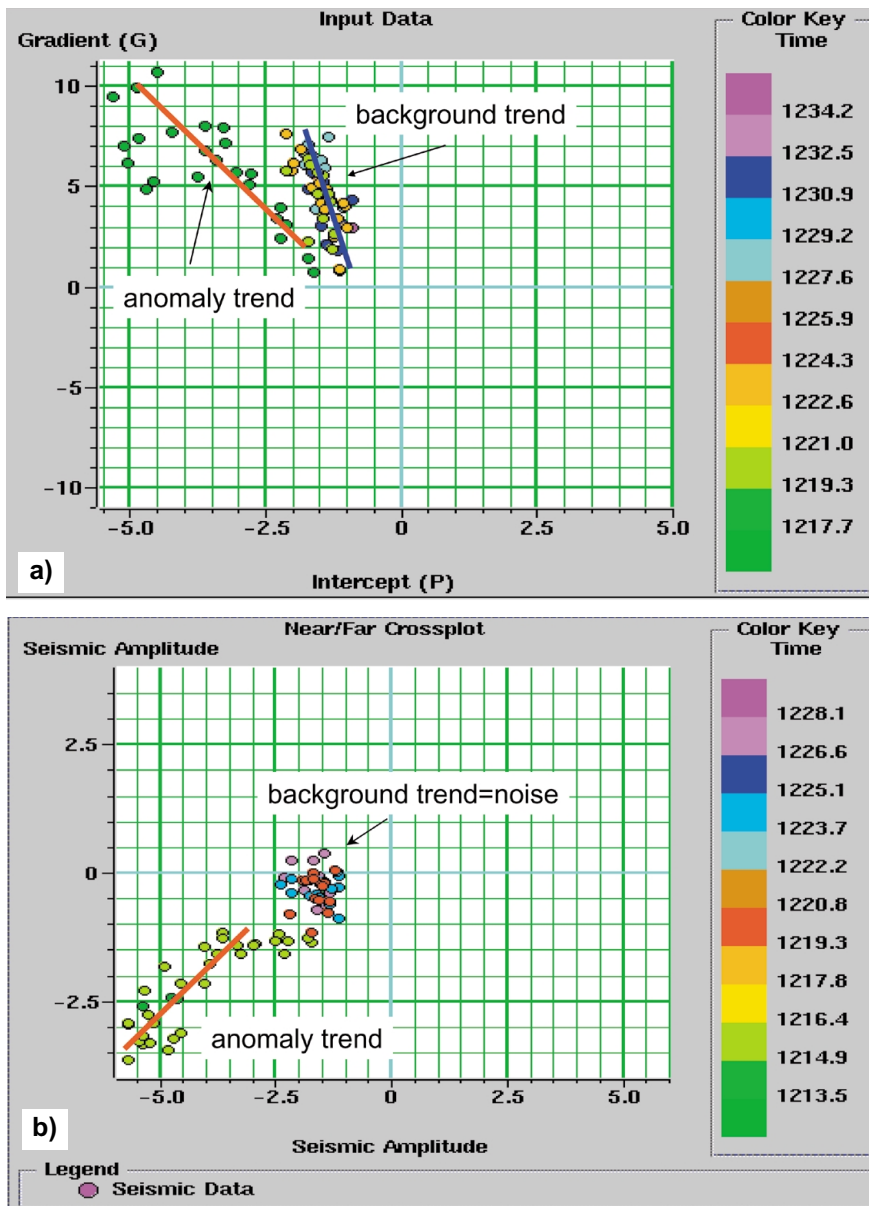 Input Data
Gradient (G)
Color Key
Time
10
5
0
-5
-10
-5.0
-2.5
0
2.5
5.0
background trend
anomaly trend
Intercept (P)
a)
1234.2
1232.5
1230.9
1229.2
1227.6
1225.9
1224.3
1222.6
1221.0
1219.3
1217.7
Near/Far Crossplot
Seismic Amplitude
Color Key
Time
2.5
0
-2.5
-5.0
-2.5
0
2.5
5.0
background trend=noise
anomaly trend
Seismic Amplitude
b)
1228.1
1226.6
1225.1
1223.7
1222.2
1220.8
1219.3
1217.8
1216.4
1214.9
1213.5
Legend
Seismic Data